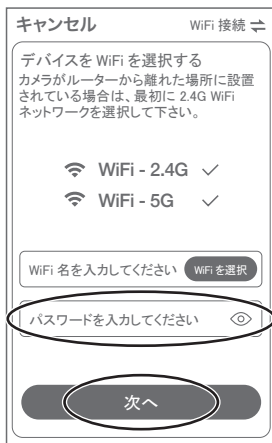 キャンセル WiFi 接続
デバイスを WiFi を選択する
カメラがルーターから離れた場所に設置
されている場合は、最初に 2.4G WiFi
ネットワークを選択して下さい。
WiFi - 2.4G
WiFi - 5G
WiFi 名を入力してください WiFi を選択
パスワードを入力してください
次へ